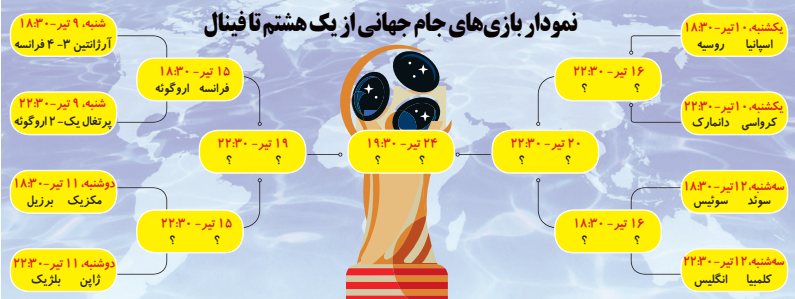 نمودار بازی‌های جام جهانی از یک هشتم تا فینال
یکشنبه، ۱۰ تیر-۱۸:۳۰
اسپانیا روسیه
یکشنبه، ۱۰ تیر-۲۲:۳۰
کرواسی دانمارک
سه‌شنبه، ۱۲ تیر-۱۸:۳۰
سوئد سوئیس
سه‌شنبه، ۱۲ تیر-۲۲:۳۰
کلمبیا انگلیس
۱۶ تیر-۲۲:۳۰
؟ ؟
۱۶ تیر-۱۸:۳۰
؟ ؟
۲۰ تیر-۲۲:۳۰
؟ ؟
۲۴ تیر-۱۹:۳۰
؟ ؟
۱۹ تیر-۲۲:۳۰
؟ ؟
۱۵ تیر-۱۸:۳۰
فرانسه اروگوئه
۱۵ تیر-۲۲:۳۰
؟ ؟
شنبه، ۹ تیر-۱۸:۳۰
آرژانتین ۳-۴ فرانسه
شنبه، ۹ تیر-۲۲:۳۰
پرتغال یک-۲ اروگوئه
دوشنبه، ۱۱ تیر-۱۸:۳۰
مکزیک برزیل
دوشنبه، ۱۱ تیر-۲۲:۳۰
ژاپن بلژیک